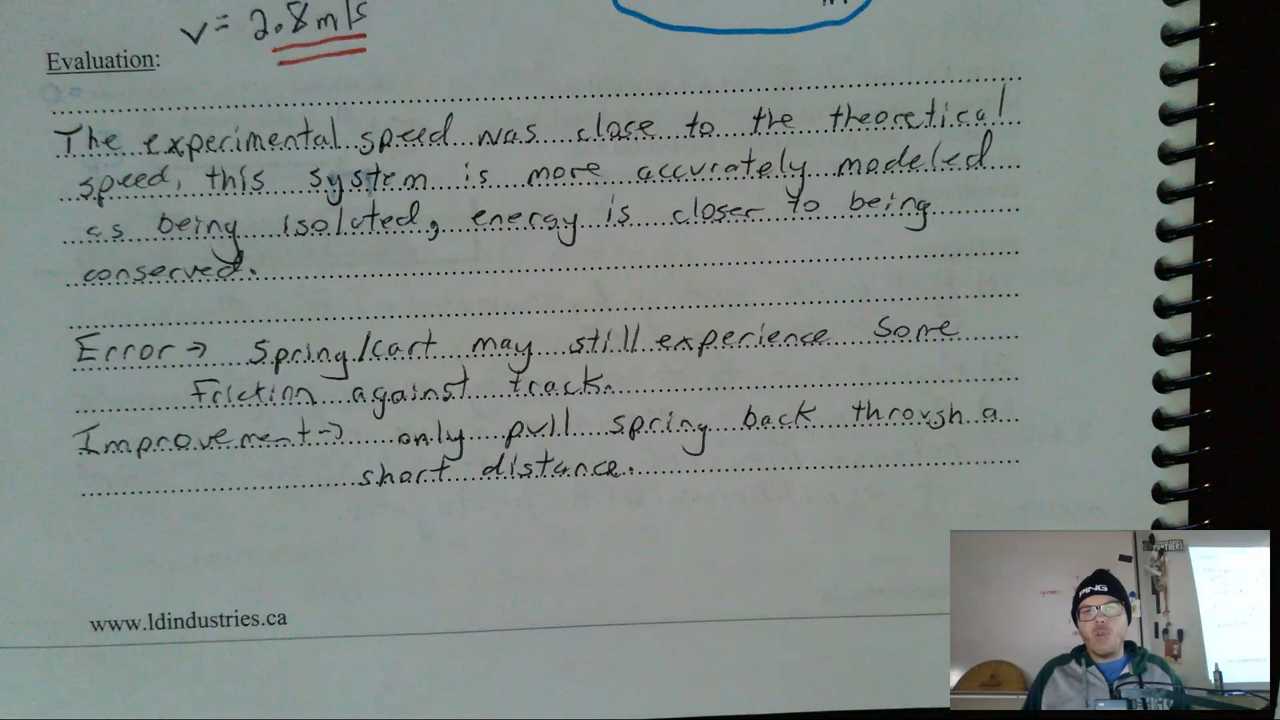 v = 2.8 m/s
Evaluation:
The experimental speed was close to the theoretical
speed, this system is more accurately modeled
as being isolated, energy is closer to being
conserved.
Error → Spring/cart may still experience some
friction against track.
Improvement → only pull spring back through a
short distance.
www.ldindustries.ca
PING